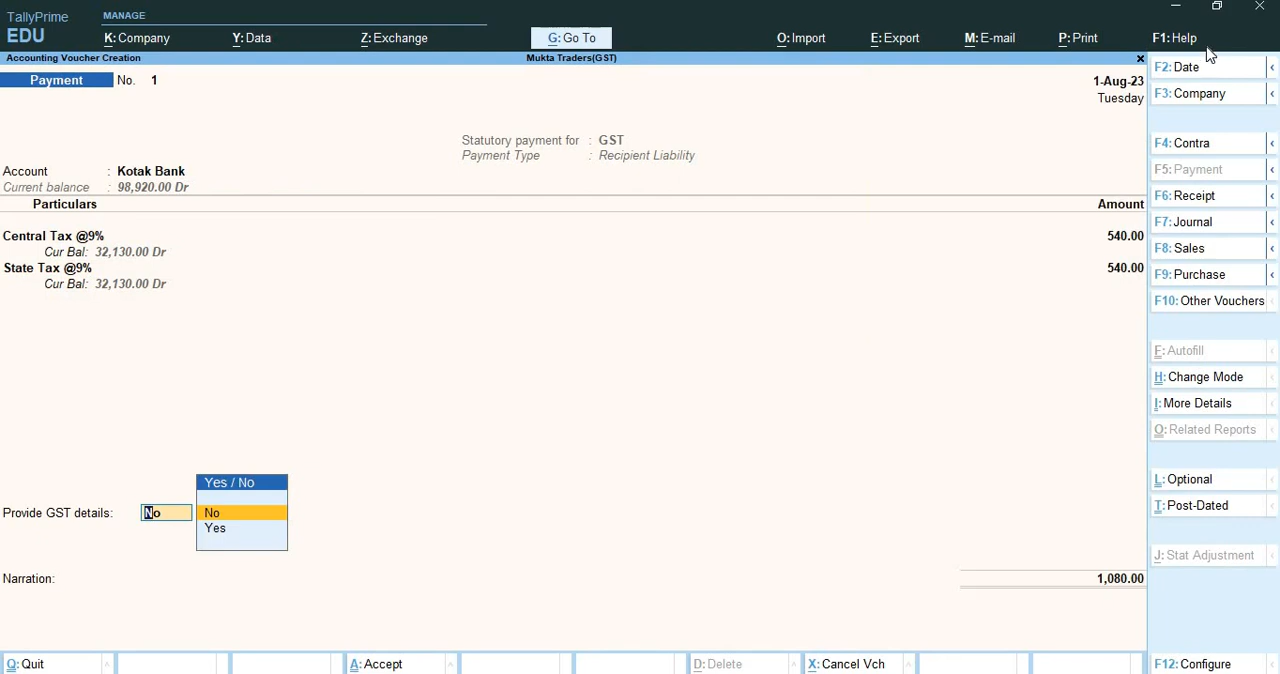 TallyPrime
EDU
MANAGE
K: Company
Y: Data
Z: Exchange
G: Go To
O: Import
E: Export
M: E-mail
P: Print
F1: Help
Accounting Voucher Creation
Mukta Traders(GST)
×
Payment No. 1
1-Aug-23
Tuesday
Statutory payment for : GST
Payment Type : Recipient Liability
Account : Kotak Bank
Current balance : 98,920.00 Dr
Particulars Amount
Central Tax @9% 540.00
Cur Bal: 32,130.00 Dr
State Tax @9% 540.00
Cur Bal: 32,130.00 Dr
Yes / No
No
Yes
Provide GST details: No
Narration: 1,080.00
F2: Date
F3: Company
F4: Contra
F5: Payment
F6: Receipt
F7: Journal
F8: Sales
F9: Purchase
F10: Other Vouchers
F: Autofill
H: Change Mode
I: More Details
O: Related Reports
L: Optional
T: Post-Dated
J: Stat Adjustment
Q: Quit
A: Accept
D: Delete
X: Cancel Vch
F12: Configure